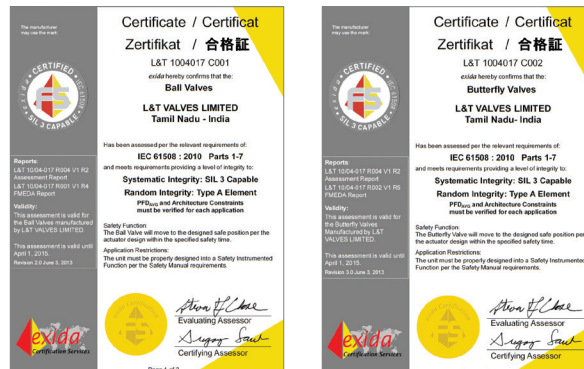 The manufacturer
may use the mark:
CERTIFIED
IEC 61508
SIL 3 CAPABLE
Reports:
L&T 10/04-017 R004 V1 R2
Assessment Report
L&T 10/04-017 R001 V1 R4
FMEDA Report
Validity:
This assessment is valid for
the Ball Valves manufactured
by L&T VALVES LIMITED.
This assessment is valid until
April 1, 2015.
Revision 2.0 June 3, 2013
exida
Certification Services
Certificate / Certificat
Zertifikat / 合格証
L&T 1004017 C001
exida hereby confirms that the:
Ball Valves
L&T VALVES LIMITED
Tamil Nadu - India
Has been assessed per the relevant requirements of:
IEC 61508 : 2010 Parts 1-7
and meets requirements providing a level of integrity to:
Systematic Integrity: SIL 3 Capable
Random Integrity: Type A Element
PFDAVG and Architecture Constraints
must be verified for each application
Safety Function:
The Ball Valve will move to the designed safe position per the
actuator design within the specified safety time.
Application Restrictions:
The unit must be properly designed into a Safety Instrumented
Function per the Safety Manual requirements.
Evaluating Assessor
Certifying Assessor
The manufacturer
may use the mark:
CERTIFIED
IEC 61508
SIL 3 CAPABLE
Reports
L&T 10/04-017 R004 V1 R2
Assessment Report
L&T 10/04-017 R002 V1 R5
FMEDA Report
Validity:
This assessment is valid for
the Butterfly Valves
Manufactured by L&T
VALVES LIMITED.
This assessment is valid until
April 1, 2015.
Revision 3.0 June 3, 2013
exida
Certification Services
Certificate / Certificat
Zertifikat / 合格証
L&T 1004017 C002
exida hereby confirms that the:
Butterfly Valves
L&T VALVES LIMITED
Tamil Nadu- India
Has been assessed per the relevant requirements of:
IEC 61508 : 2010 Parts 1-7
and meets requirements providing a level of integrity to:
Systematic Integrity: SIL 3 Capable
Random Integrity: Type A Element
PFDAVG and Architecture Constraints
must be verified for each application
Safety Function:
The Butterfly Valve will move to the designed safe position per
the actuator design within the specified safety time.
Application Restrictions:
The unit must be properly designed into a Safety Instrumented
Function per the Safety Manual requirements.
Evaluating Assessor
Certifying Assessor